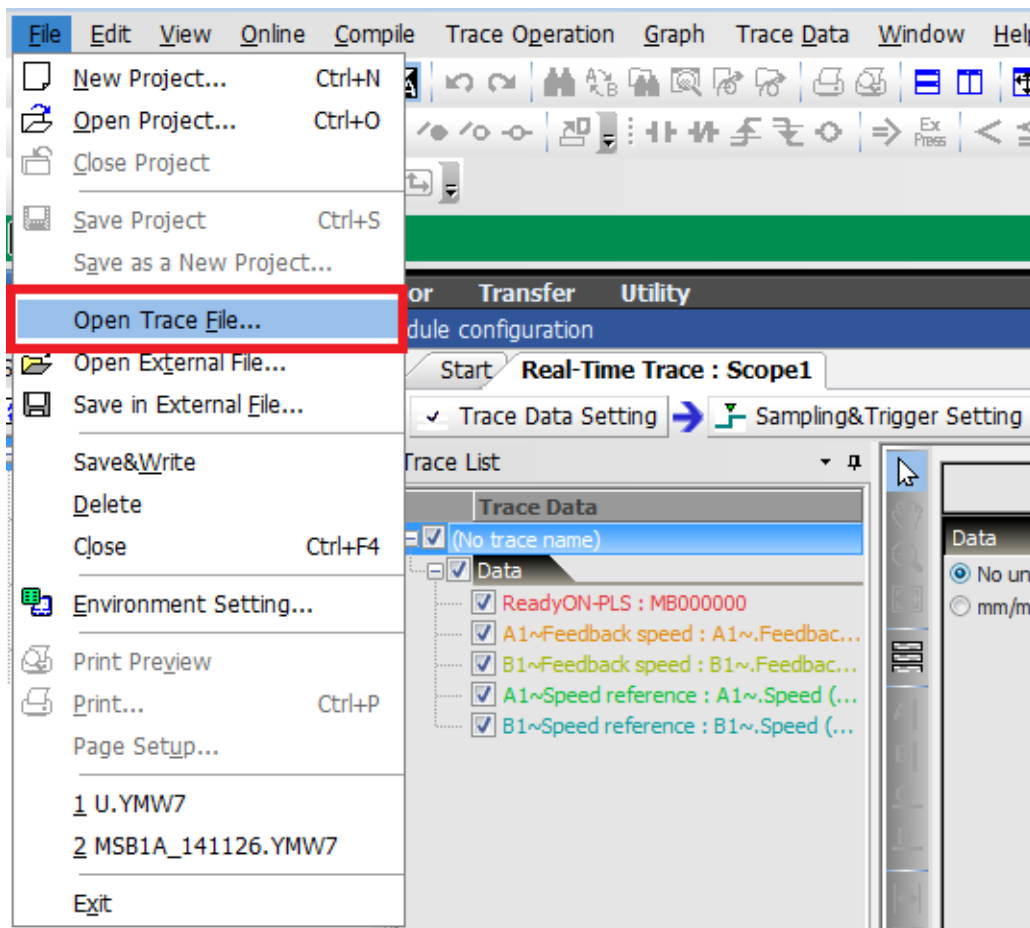 File Edit View Online Compile Trace Operation Graph Trace Data Window Help
New Project... Ctrl+N
Open Project... Ctrl+O
Close Project
Save Project Ctrl+S
Save as a New Project...
Open Trace File...
Open External File...
Save in External File...
Save&Write
Delete
Close Ctrl+F4
Environment Setting...
Print Preview
Print... Ctrl+P
Page Setup...
1 U.YMW7
2 MSB1A_141126.YMW7
Exit
Ex
Press
or Transfer Utility
dule configuration
Start Real-Time Trace : Scope1
Trace Data Setting Sampling&Trigger Setting
Trace List
Trace Data
(No trace name)
Data
ReadyON-PLS : MB000000
A1~Feedback speed : A1~.Feedbac...
B1~Feedback speed : B1~.Feedbac...
A1~Speed reference : A1~.Speed (...
B1~Speed reference : B1~.Speed (...
Data
No un
mm/m